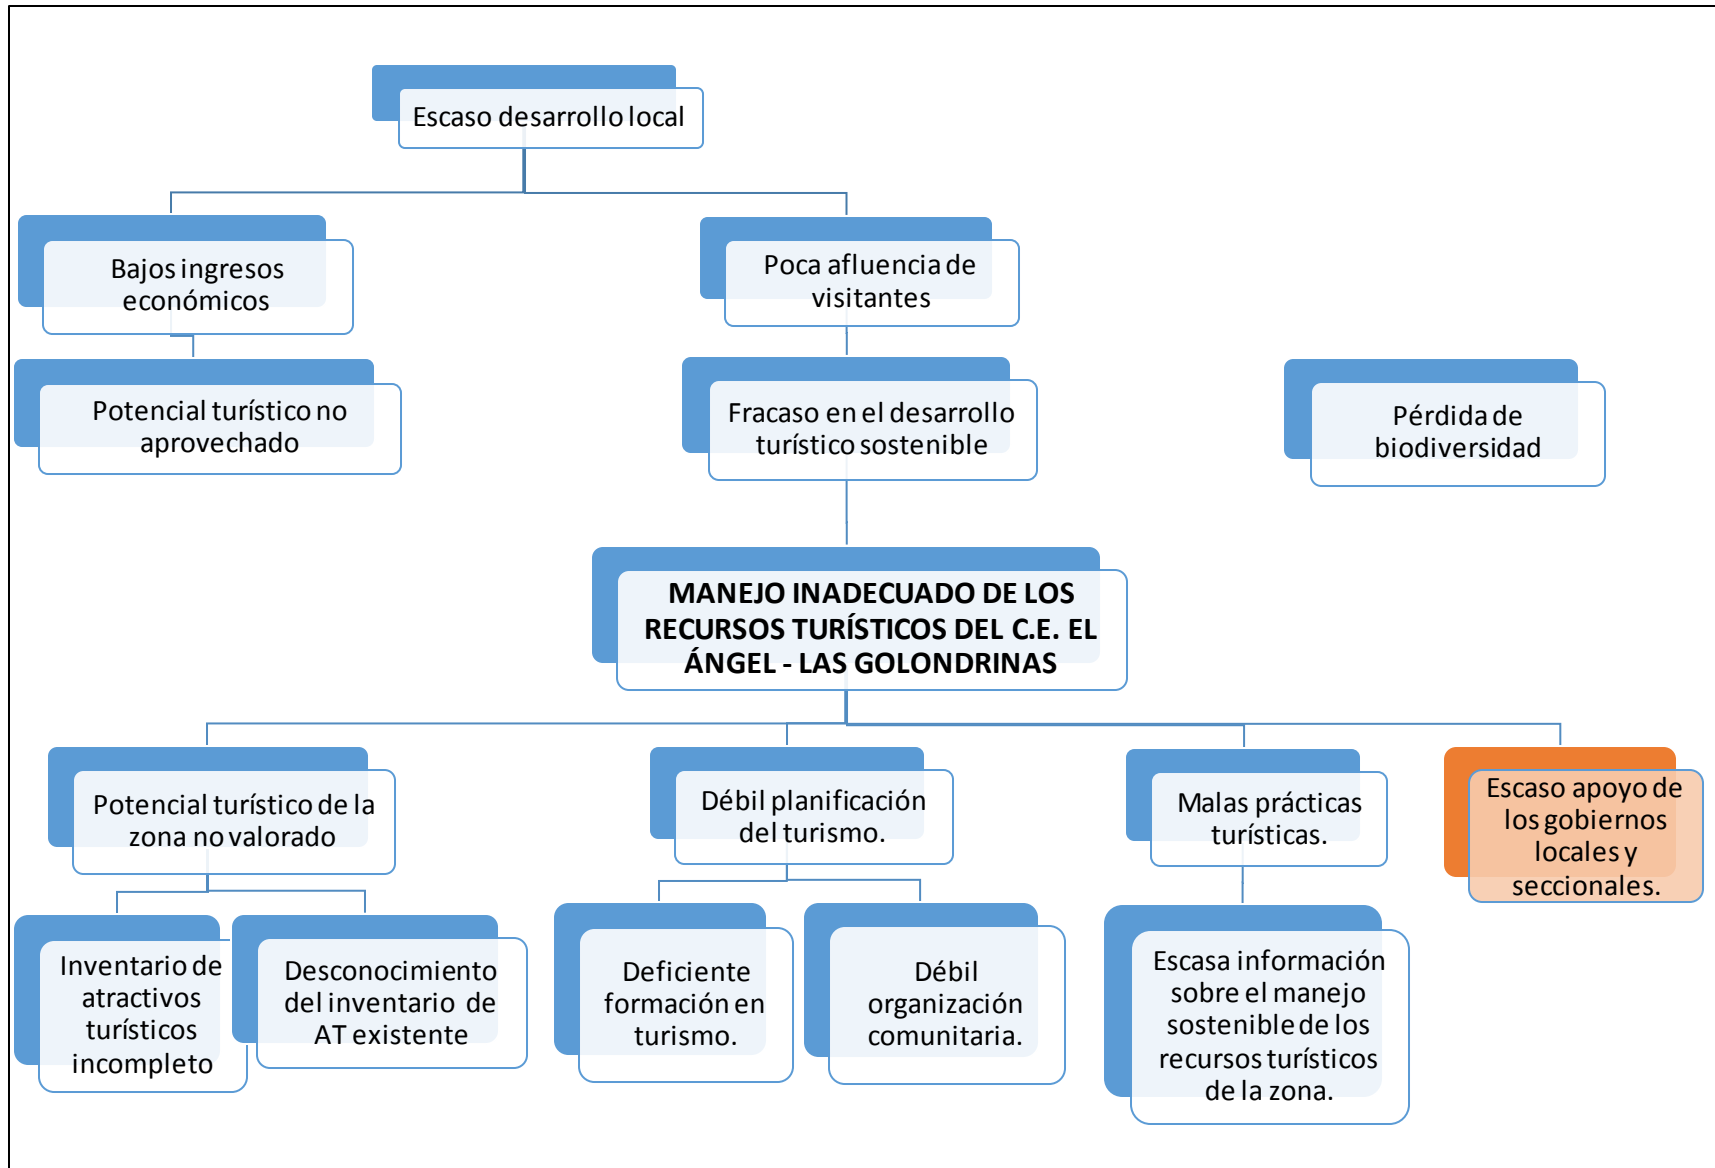 Escaso desarrollo local
Bajos ingresos
económicos
Poca afluencia de
visitantes
Potencial turístico no
aprovechado
Fracaso en el desarrollo
turístico sostenible
Pérdida de
biodiversidad
MANEJO INADECUADO DE LOS
RECURSOS TURÍSTICOS DEL C.E. EL
ÁNGEL - LAS GOLONDRINAS
Potencial turístico de la
zona no valorado
Débil planificación
del turismo.
Malas prácticas
turísticas.
Escaso apoyo de
los gobiernos
locales y
seccionales.
Inventario de
atractivos
turísticos
incompleto
Desconocimiento
del inventario de
AT existente
Deficiente
formación en
turismo.
Débil
organización
comunitaria.
Escasa información
sobre el manejo
sostenible de los
recursos turísticos
de la zona.